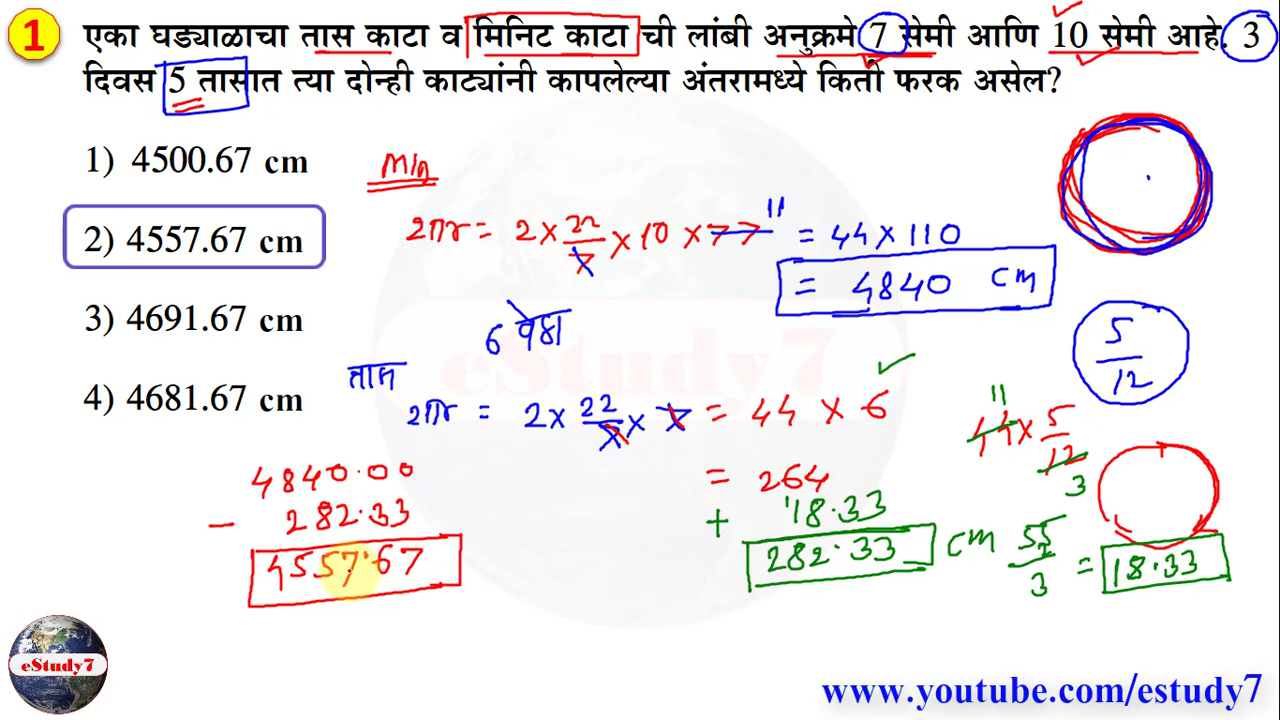 1 एका घड्याळाचा तास काटा व मिनिट काटा ची लांबी अनुक्रमे 7 सेमी आणि 10 सेमी आहे. 3
दिवस 5 तासात त्या दोन्ही काट्यांनी कापलेल्या अंतरामध्ये किती फरक असेल?
1) 4500.67 cm
2) 4557.67 cm
3) 4691.67 cm
4) 4681.67 cm
Min
2πr = 2 × 22/7 × 10 × 77 11 = 44 × 110
= 4840 cm
6 वेळा
5/12
तास
2πr = 2 × 22/7 × 7 = 44 × 6
= 264
+ 18.33
282.33 cm
11
44 × 5/12
3
55/3 = 18.33
4840.00
- 282.33
4557.67
eStudy7
eStudy7
www.youtube.com/estudy7